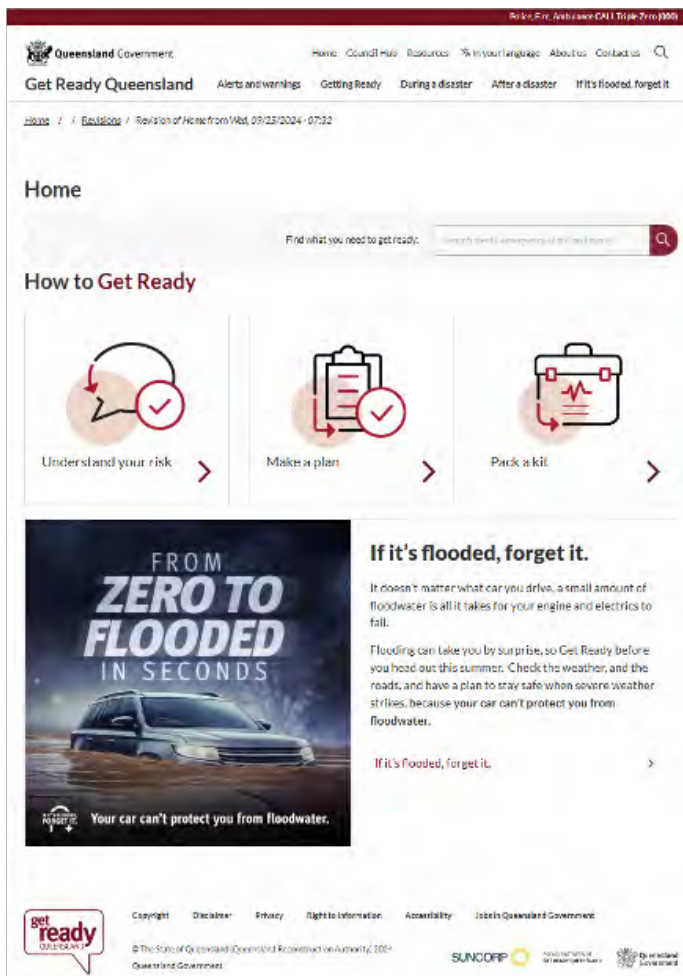 Police, Fire, Ambulance CALL Triple Zero (000)
Queensland Government
Home Council Hub Resources In your language About us Contact us
Get Ready Queensland Alerts and warnings Getting Ready During a disaster After a disaster If it's flooded, forget it
Home / / Revisions / Revision of Home from Wed, 09/25/2024 - 07:32
Home
Find what you need to get ready:
How to Get Ready
Understand your risk
Make a plan
Pack a kit
FROM
ZERO TO
FLOODED
IN SECONDS
FORGET IT.
Your car can't protect you from floodwater.
If it's flooded, forget it.
It doesn't matter what car you drive, a small amount of
floodwater is all it takes for your engine and electrics to
fail.
Flooding can take you by surprise, so Get Ready before
you head out this summer. Check the weather, and the
roads, and have a plan to stay safe when severe weather
strikes, because your car can't protect you from
floodwater.
If it's flooded, forget it.
get
ready
QUEENSLAND
Copyright Disclaimer Privacy Right to Information Accessibility Jobs in Queensland Government
© The State of Queensland (Queensland Reconstruction Authority) 2024
Queensland Government
SUNCORP
Queensland
Government